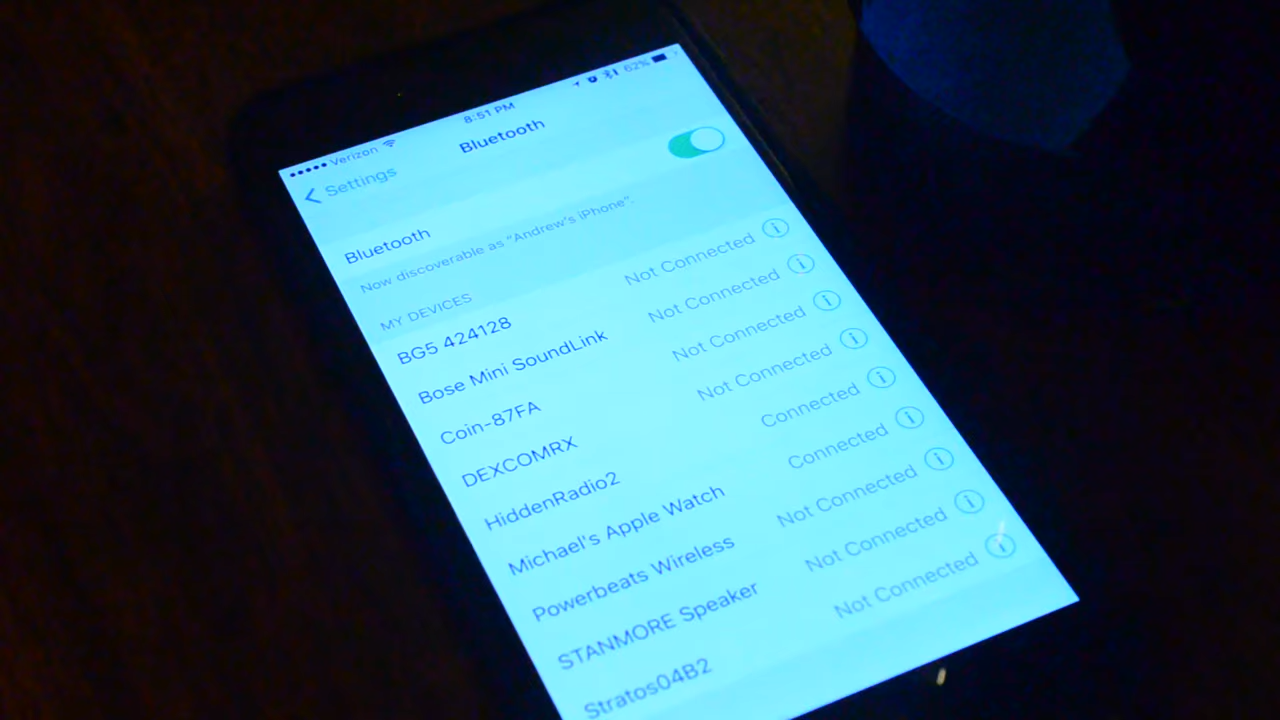 ●●●●● Verizon 8:51 PM 62%
Settings Bluetooth
Bluetooth
Now discoverable as “Andrew's iPhone”.
MY DEVICES
BG5 424128 Not Connected
Bose Mini SoundLink Not Connected
Coin-87FA Not Connected
DEXCOMRX Not Connected
HiddenRadio2 Connected
Michael's Apple Watch Connected
Powerbeats Wireless Not Connected
STANMORE Speaker Not Connected
Stratos04B2 Not Connected